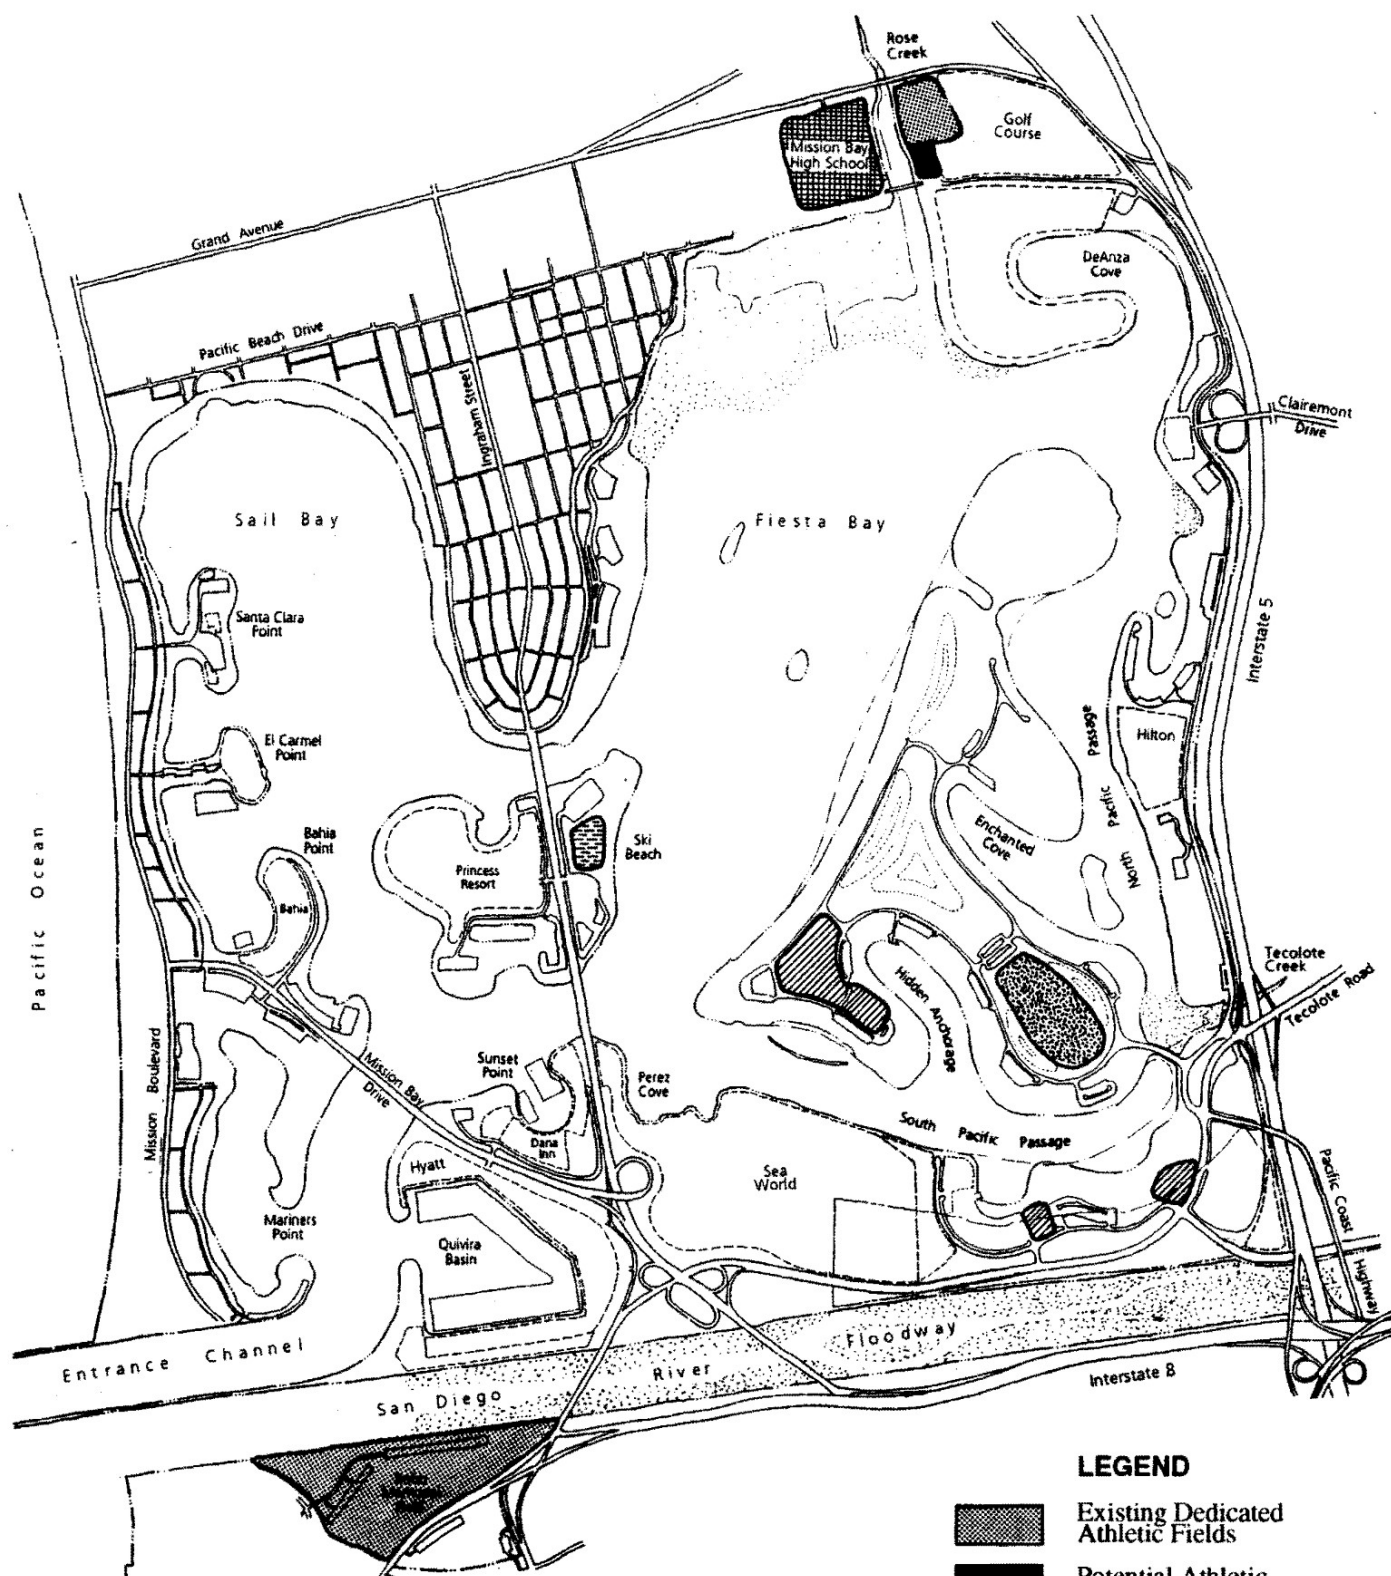 Rose
Creek
Golf
Course
Mission Bay
High School
Grand Avenue
DeAnza
Cove
Pacific Beach Drive
Ingraham Street
Clairemont
Drive
Sail Bay
Fiesta Bay
Santa Clara
Point
Interstate 5
El Carmel
Point
Hilton
North Pacific Passage
Bahia
Point
Ski
Beach
Enchanted
Cove
Princess
Resort
Pacific Ocean
Bahia
Tecolote
Creek
Tecolote Road
Hidden Anchorage
Mission Boulevard
Mission Bay
Drive
Sunset
Point
Perez
Cove
South Pacific Passage
Dana
Inn
Hyatt
Sea
World
Pacific Coast Highway
Mariners
Point
Quivira
Basin
Entrance Channel
San Diego River Floodway
Interstate 8
LEGEND
Existing Dedicated
Athletic Fields
Potential Athletic